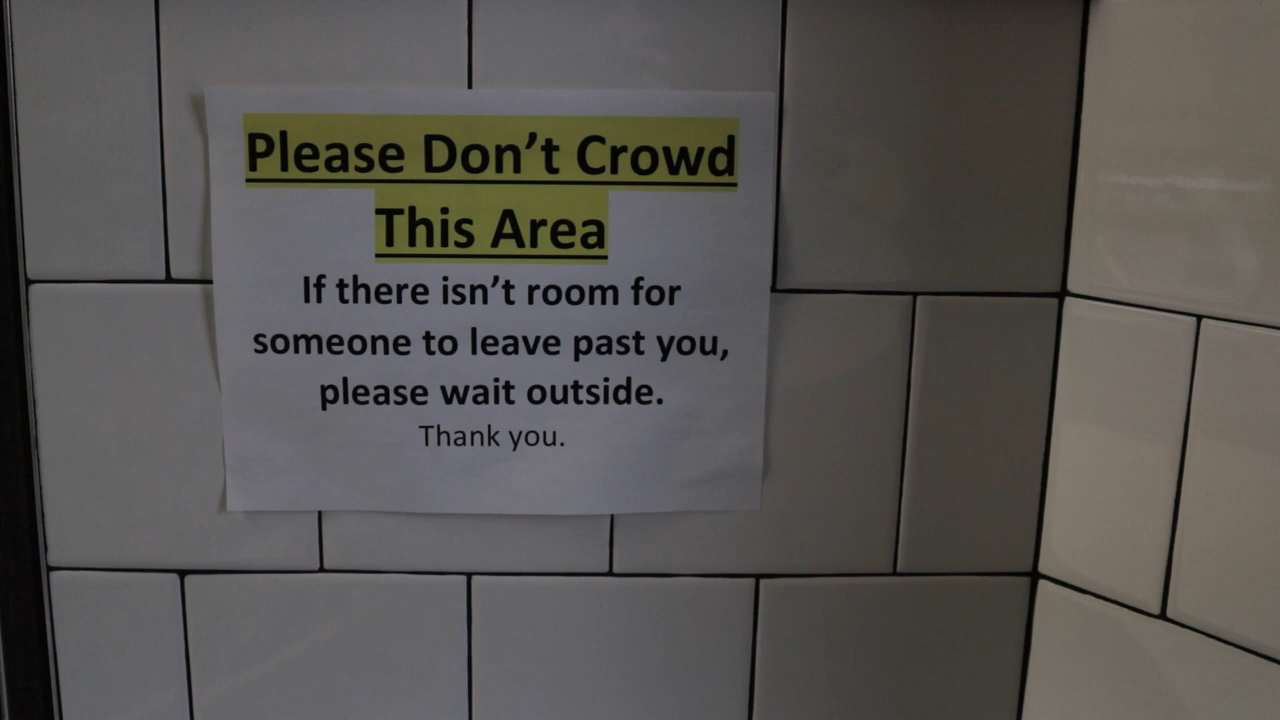 Please Don't Crowd
This Area
If there isn't room for
someone to leave past you,
please wait outside.
Thank you.